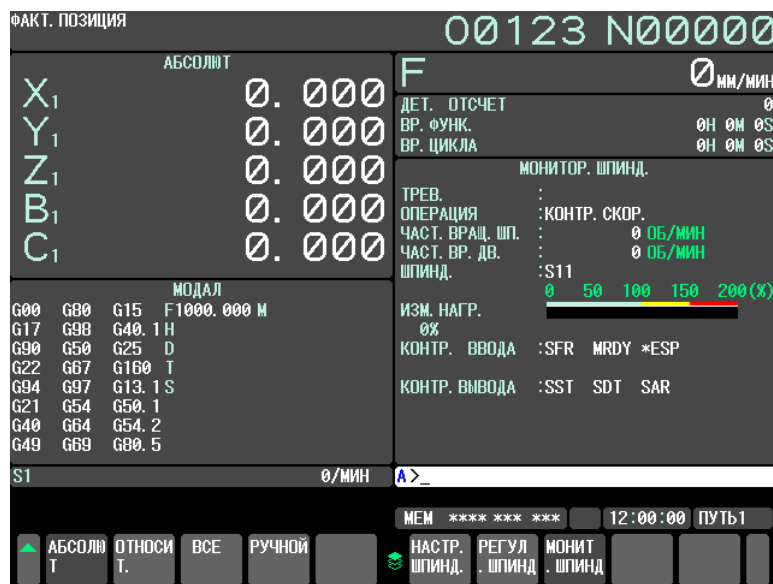 ФАКТ. ПОЗИЦИЯ
O0123 N00000
АБСОЛЮТ
X1 0. 000
Y1 0. 000
Z1 0. 000
B1 0. 000
C1 0. 000
F 0 ММ/МИН
ДЕТ. ОТСЧЕТ 0
ВР. ФУНК. 0H 0M 0S
ВР. ЦИКЛА 0H 0M 0S
МОНИТОР. ШПИНД.
ТРЕВ. :
ОПЕРАЦИЯ :КОНТР. СКОР.
ЧАСТ. ВРАЩ. ШП. : 0 ОБ/МИН
ЧАСТ. ВР. ДВ. : 0 ОБ/МИН
ШПИНД. :S11
0 50 100 150 200(%)
ИЗМ. НАГР.
0%
КОНТР. ВВОДА :SFR MRDY *ESP
КОНТР. ВЫВОДА :SST SDT SAR
МОДАЛ
G00 G80 G15 F1000. 000 M
G17 G98 G40. 1 H
G90 G50 G25 D
G22 G67 G160 T
G94 G97 G13. 1 S
G21 G54 G50. 1
G40 G64 G54. 2
G49 G69 G80. 5
S1 0/МИН
A>_
MEM **** *** *** 12:00:00 ПУТЬ1
АБСОЛЮ
Т
ОТНОСИ
Т.
ВСЕ
РУЧНОЙ
НАСТР.
ШПИНД.
РЕГУЛ
. ШПИНД
МОНИТ
. ШПИНД